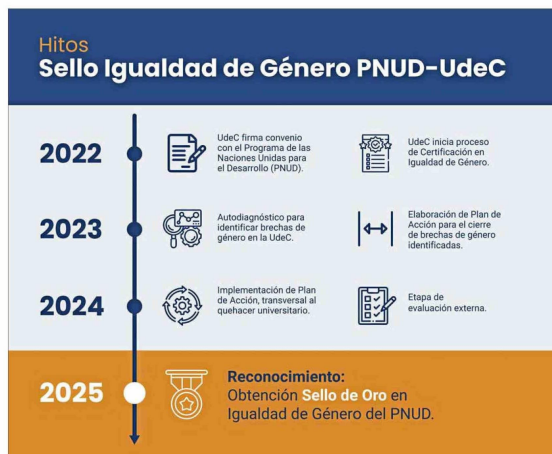 Hitos
Sello Igualdad de Género PNUD-UdeC
2022
UdeC firma convenio
con el Programa de las
Naciones Unidas para
el Desarrollo (PNUD).
UdeC inicia proceso
de Certificación en
Igualdad de Género.
2023
Autodiagnóstico para
identificar brechas de
género en la UdeC.
Elaboración de Plan de
Acción para el cierre
de brechas de género
identificadas.
2024
Implementación de Plan
de Acción, transversal al
quehacer universitario.
Etapa de
evaluación externa.
2025
Reconocimiento:
Obtención Sello de Oro en
Igualdad de Género del PNUD.